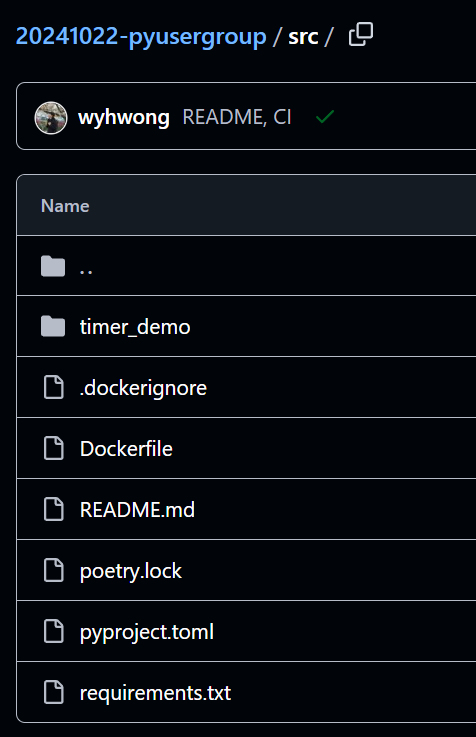 20241022-pyusergroup / src /
wyhwong README, CI
Name
..
timer_demo
.dockerignore
Dockerfile
README.md
poetry.lock
pyproject.toml
requirements.txt